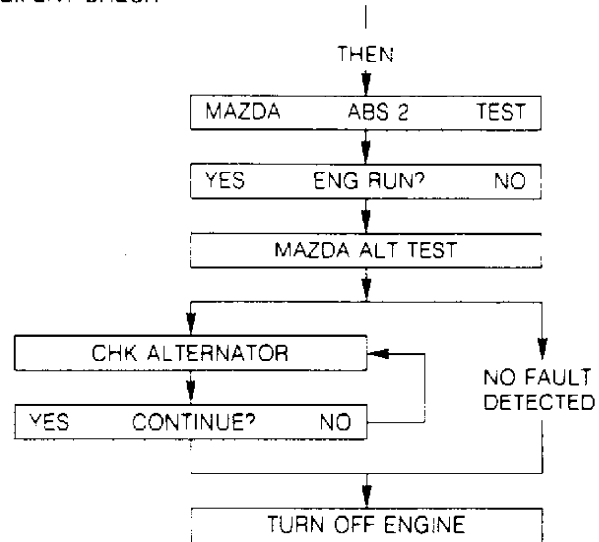 THEN
MAZDA ABS 2 TEST
YES ENG RUN? NO
MAZDA ALT TEST
CHK ALTERNATOR
NO FAULT
DETECTED
YES CONTINUE? NO
TURN OFF ENGINE